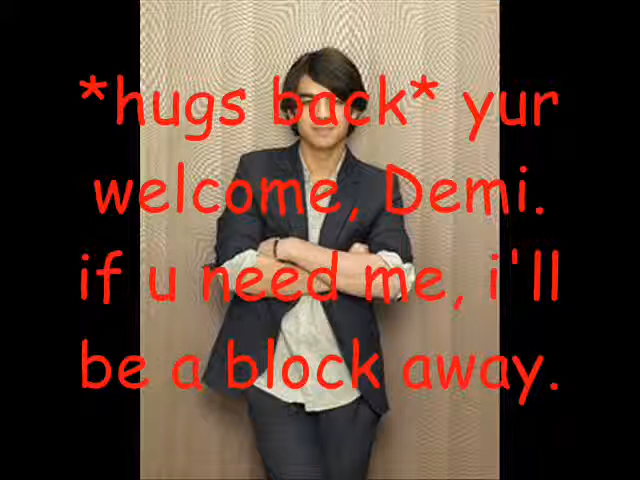 *hugs back* yur
welcome, Demi.
if u need me, i'll
be a block away.